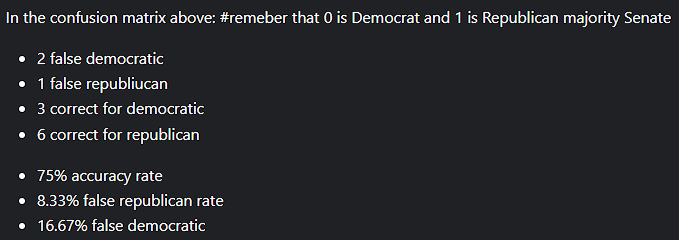 In the confusion matrix above: #remeber that 0 is Democrat and 1 is Republican majority Senate
• 2 false democratic
• 1 false republiucan
• 3 correct for democratic
• 6 correct for republican
• 75% accuracy rate
• 8.33% false republican rate
• 16.67% false democratic